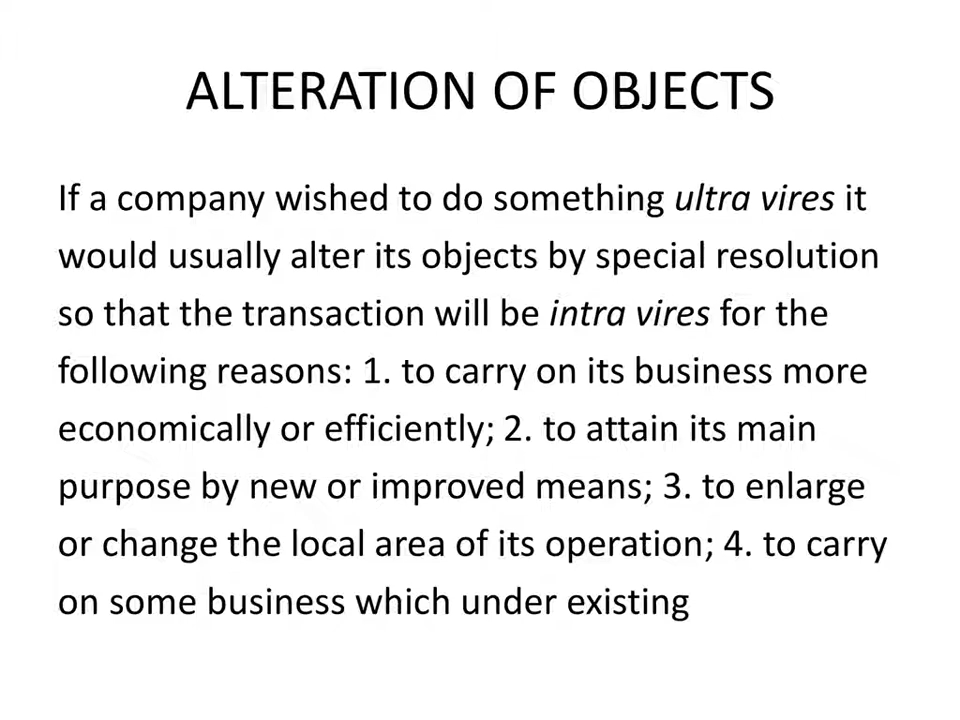 ALTERATION OF OBJECTS
If a company wished to do something ultra vires it
would usually alter its objects by special resolution
so that the transaction will be intra vires for the
following reasons: 1. to carry on its business more
economically or efficiently; 2. to attain its main
purpose by new or improved means; 3. to enlarge
or change the local area of its operation; 4. to carry
on some business which under existing